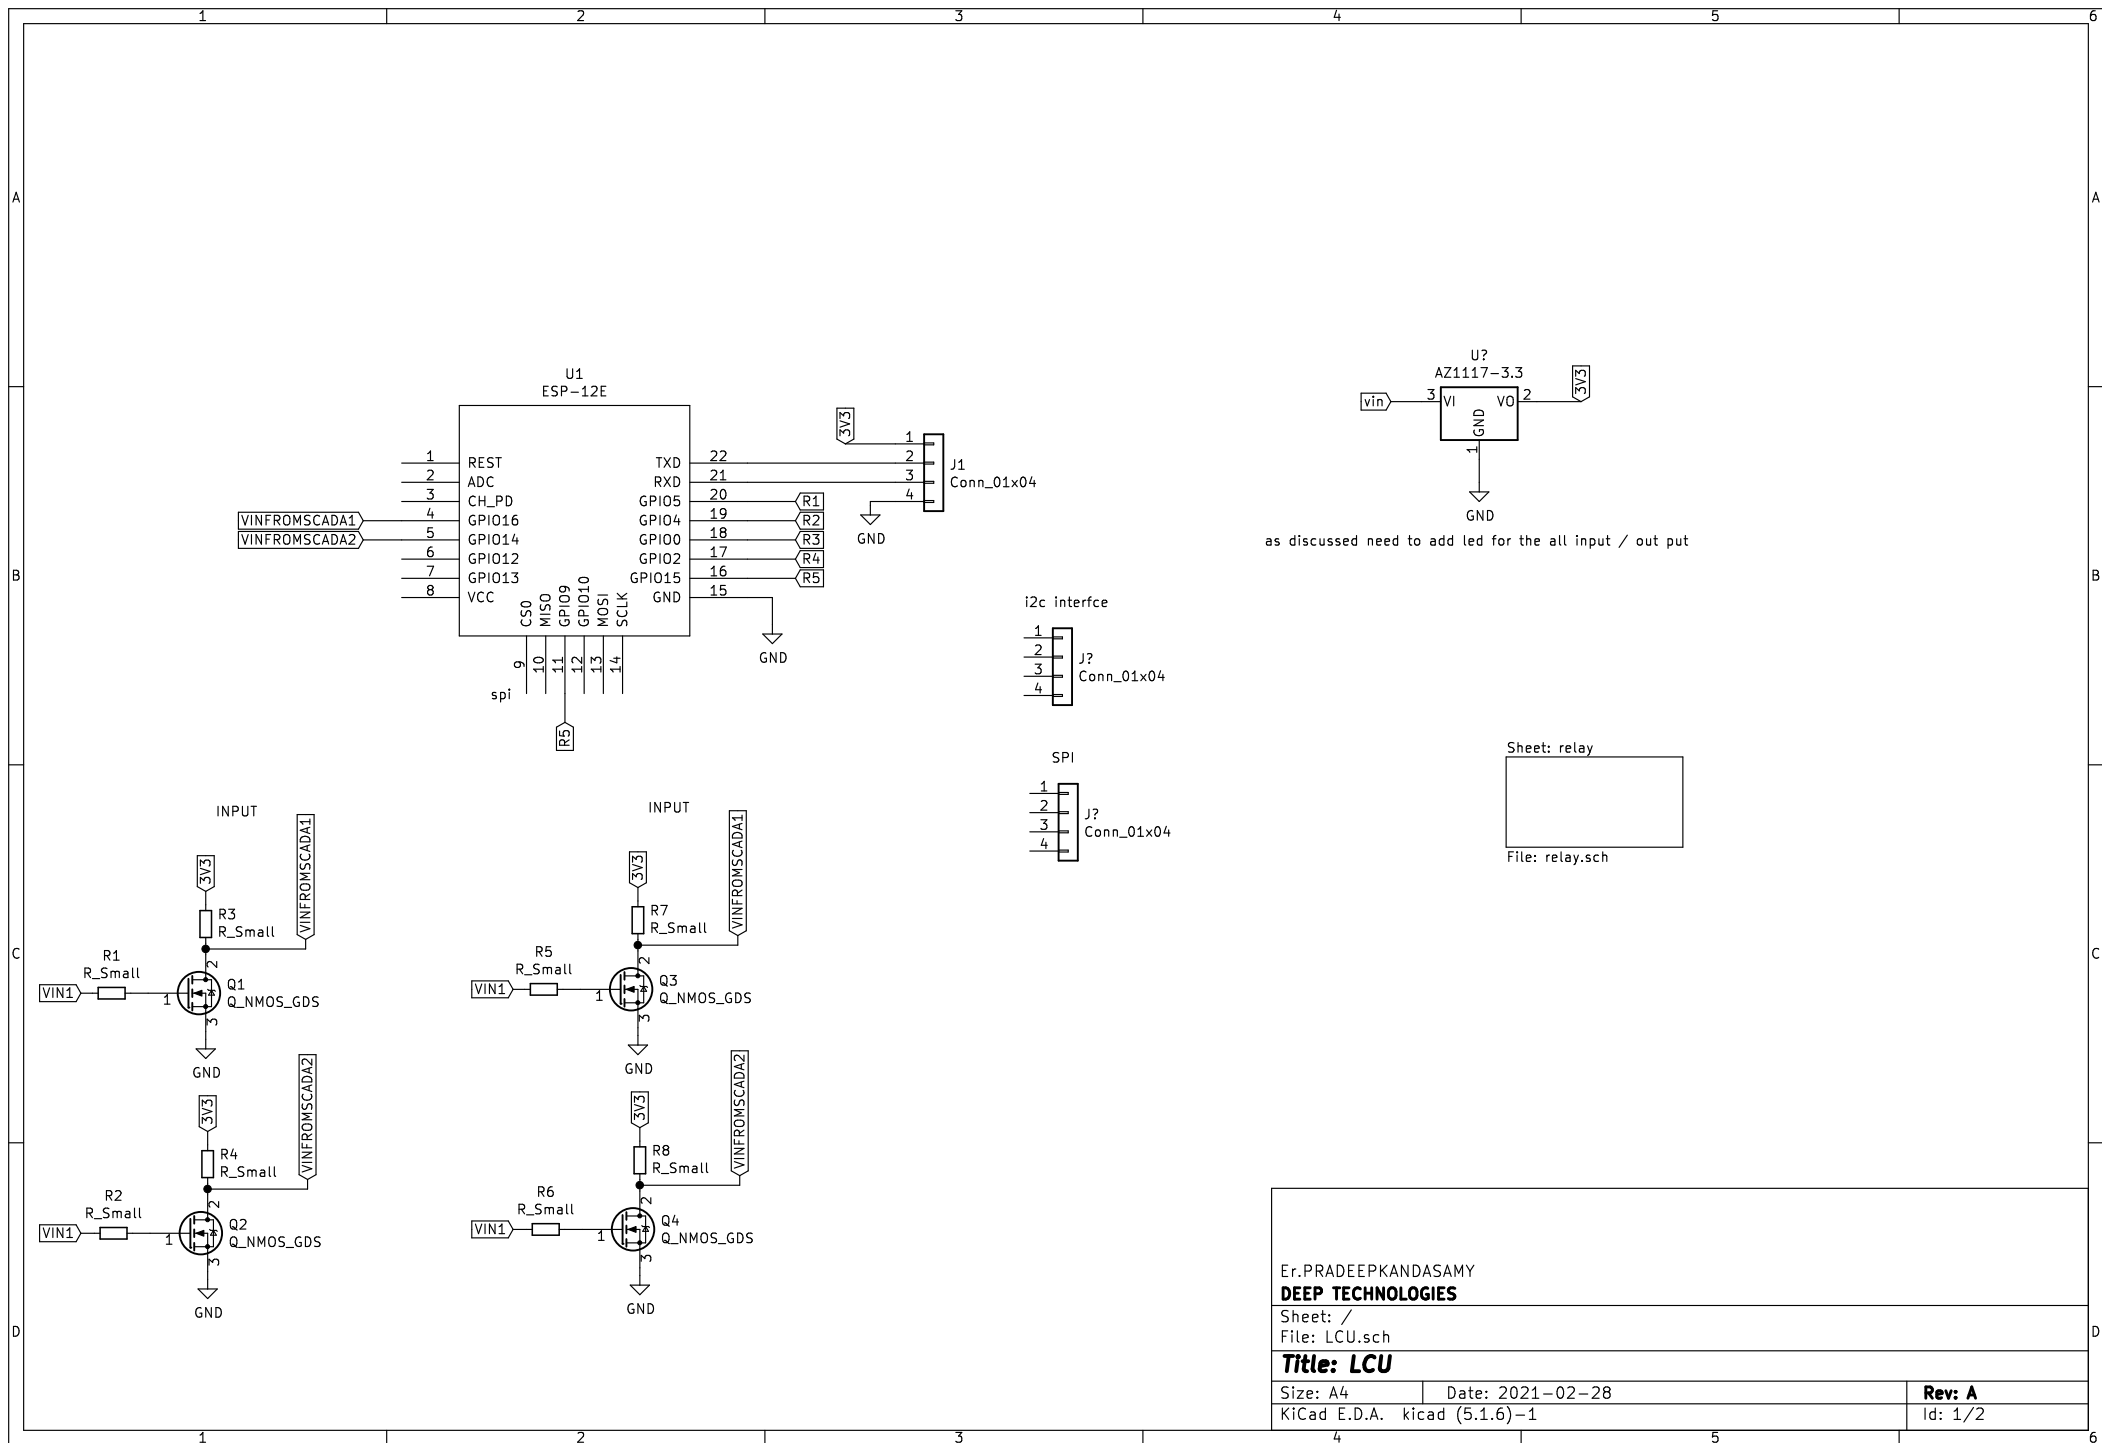 1 2 3 4 5 6
A A
B B
C C
D D
U1
ESP-12E
1 REST
2 ADC
3 CH_PD
VINFROMSCADA1 4 GPIO16
VINFROMSCADA2 5 GPIO14
6 GPIO12
7 GPIO13
8 VCC
TXD 22
RXD 21
GPIO5 20 R1
GPIO4 19 R2
GPIO0 18 R3
GPIO2 17 R4
GPIO15 16 R5
GND 15
GND
CS0 MISO GPIO9 GPIO10 MOSI SCLK
9 10 11 12 13 14
spi
R5
3V3
1
2
3
4
J1
Conn_01x04
GND
U?
AZ1117-3.3
vin 3 VI VO 2 3V3
GND
1
GND
as discussed need to add led for the all input / out put
i2c interfce
1
2
3
4
J?
Conn_01x04
SPI
1
2
3
4
J?
Conn_01x04
Sheet: relay
File: relay.sch
INPUT
VINFROMSCADA1
3V3
R3
R_Small
R1
R_Small
VIN1
1
2
3
Q1
Q_NMOS_GDS
GND
VINFROMSCADA2
3V3
R4
R_Small
R2
R_Small
VIN1
1
2
3
Q2
Q_NMOS_GDS
GND
INPUT
VINFROMSCADA1
3V3
R7
R_Small
R5
R_Small
VIN1
1
2
3
Q3
Q_NMOS_GDS
GND
VINFROMSCADA2
3V3
R8
R_Small
R6
R_Small
VIN1
1
2
3
Q4
Q_NMOS_GDS
GND
Er.PRADEEPKANDASAMY
DEEP TECHNOLOGIES
Sheet: /
File: LCU.sch
Title: LCU
Size: A4 Date: 2021-02-28 Rev: A
KiCad E.D.A. kicad (5.1.6)-1 Id: 1/2
1 2 3 4 5 6